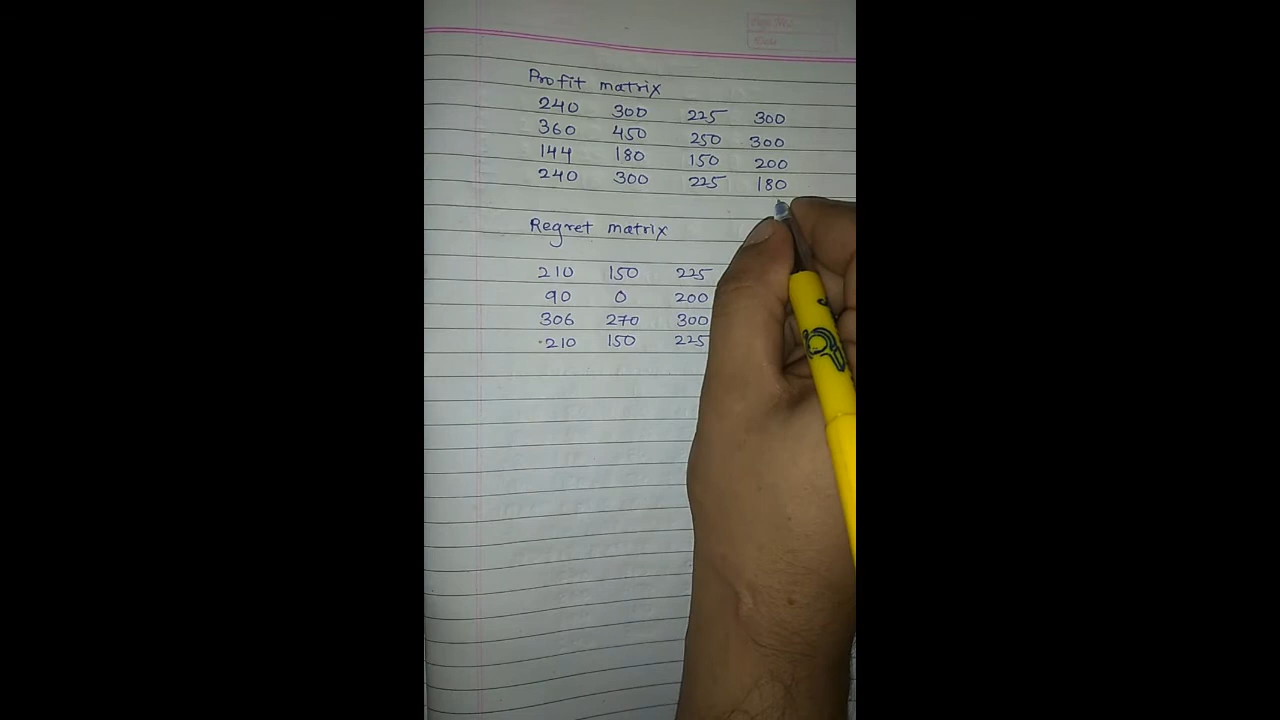 Profit matrix
240 300 225 300
360 450 250 300
144 180 150 200
240 300 225 180
Regret matrix
210 150 225
90 0 200
306 270 300
210 150 225